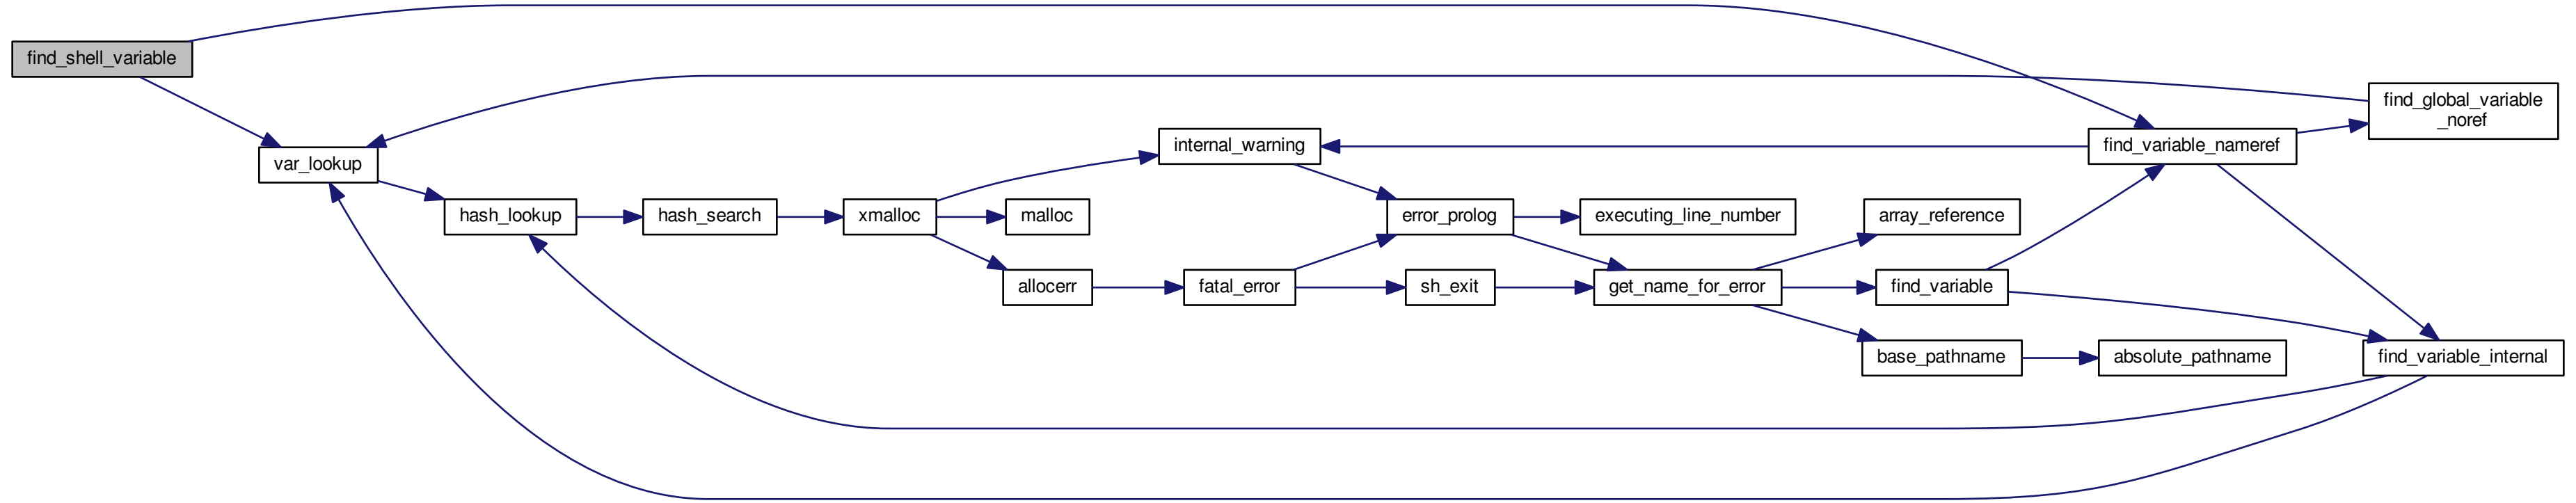 find_shell_variable
find_global_variable
_noref
var_lookup
internal_warning
find_variable_nameref
hash_lookup
hash_search
xmalloc
malloc
error_prolog
executing_line_number
array_reference
allocerr
fatal_error
sh_exit
get_name_for_error
find_variable
base_pathname
absolute_pathname
find_variable_internal